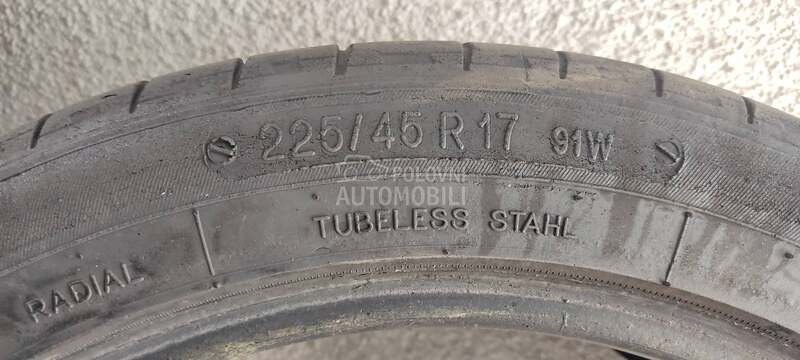 225/45 R 17 91W
POLOVNI
AUTOMOBILI
TUBELESS STAHL
RADIAL